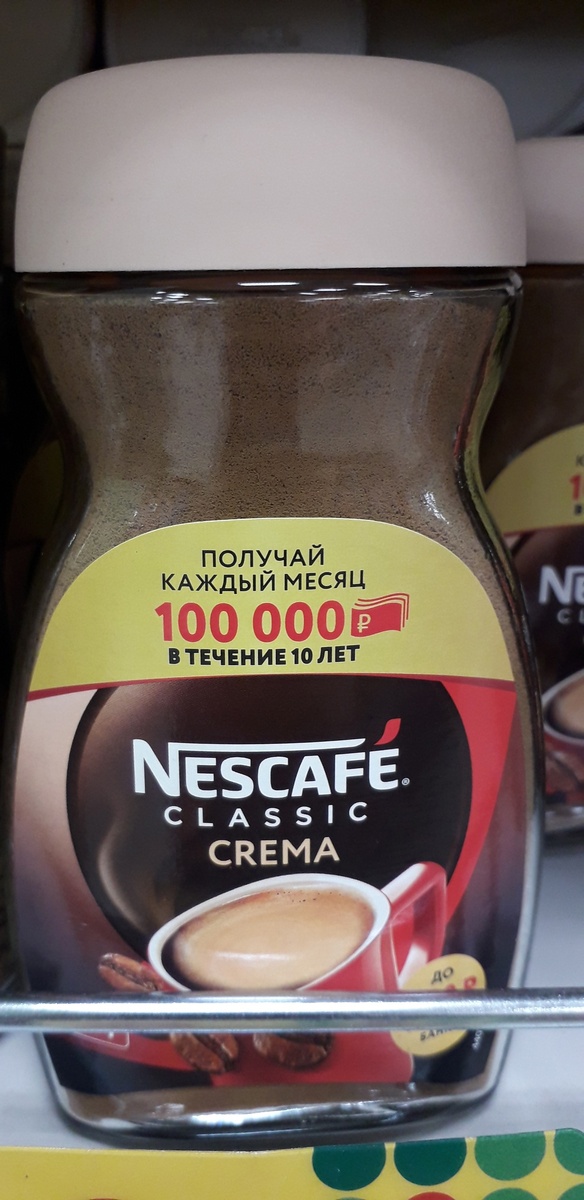 ПОЛУЧАЙ
КАЖДЫЙ МЕСЯЦ
100 000 ₽
В ТЕЧЕНИЕ 10 ЛЕТ
NESCAFÉ®
CLASSIC
CREMA
ДО